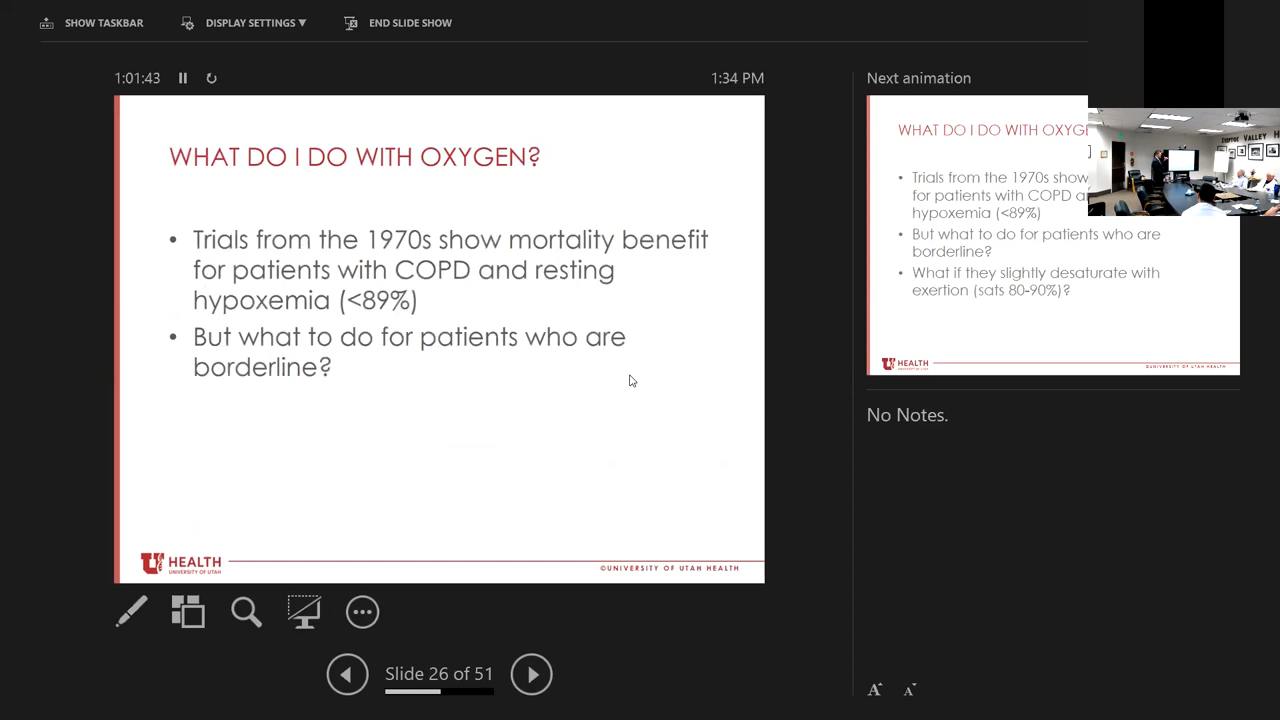 SHOW TASKBAR
DISPLAY SETTINGS ▼
END SLIDE SHOW
1:01:43
1:34 PM
WHAT DO I DO WITH OXYGEN?
• Trials from the 1970s show mortality benefit
for patients with COPD and resting
hypoxemia (<89%)
• But what to do for patients who are
borderline?
U HEALTH
UNIVERSITY OF UTAH
©UNIVERSITY OF UTAH HEALTH
Slide 26 of 51
Next animation
WHAT DO I DO WITH OXYGE
• Trials from the 1970s show
for patients with COPD a
hypoxemia (<89%)
• But what to do for patients who are
borderline?
• What if they slightly desaturate with
exertion (sats 80-90%)?
U HEALTH
UNIVERSITY OF UTAH
©UNIVERSITY OF UTAH HEALTH
VALLEY H
No Notes.
A A